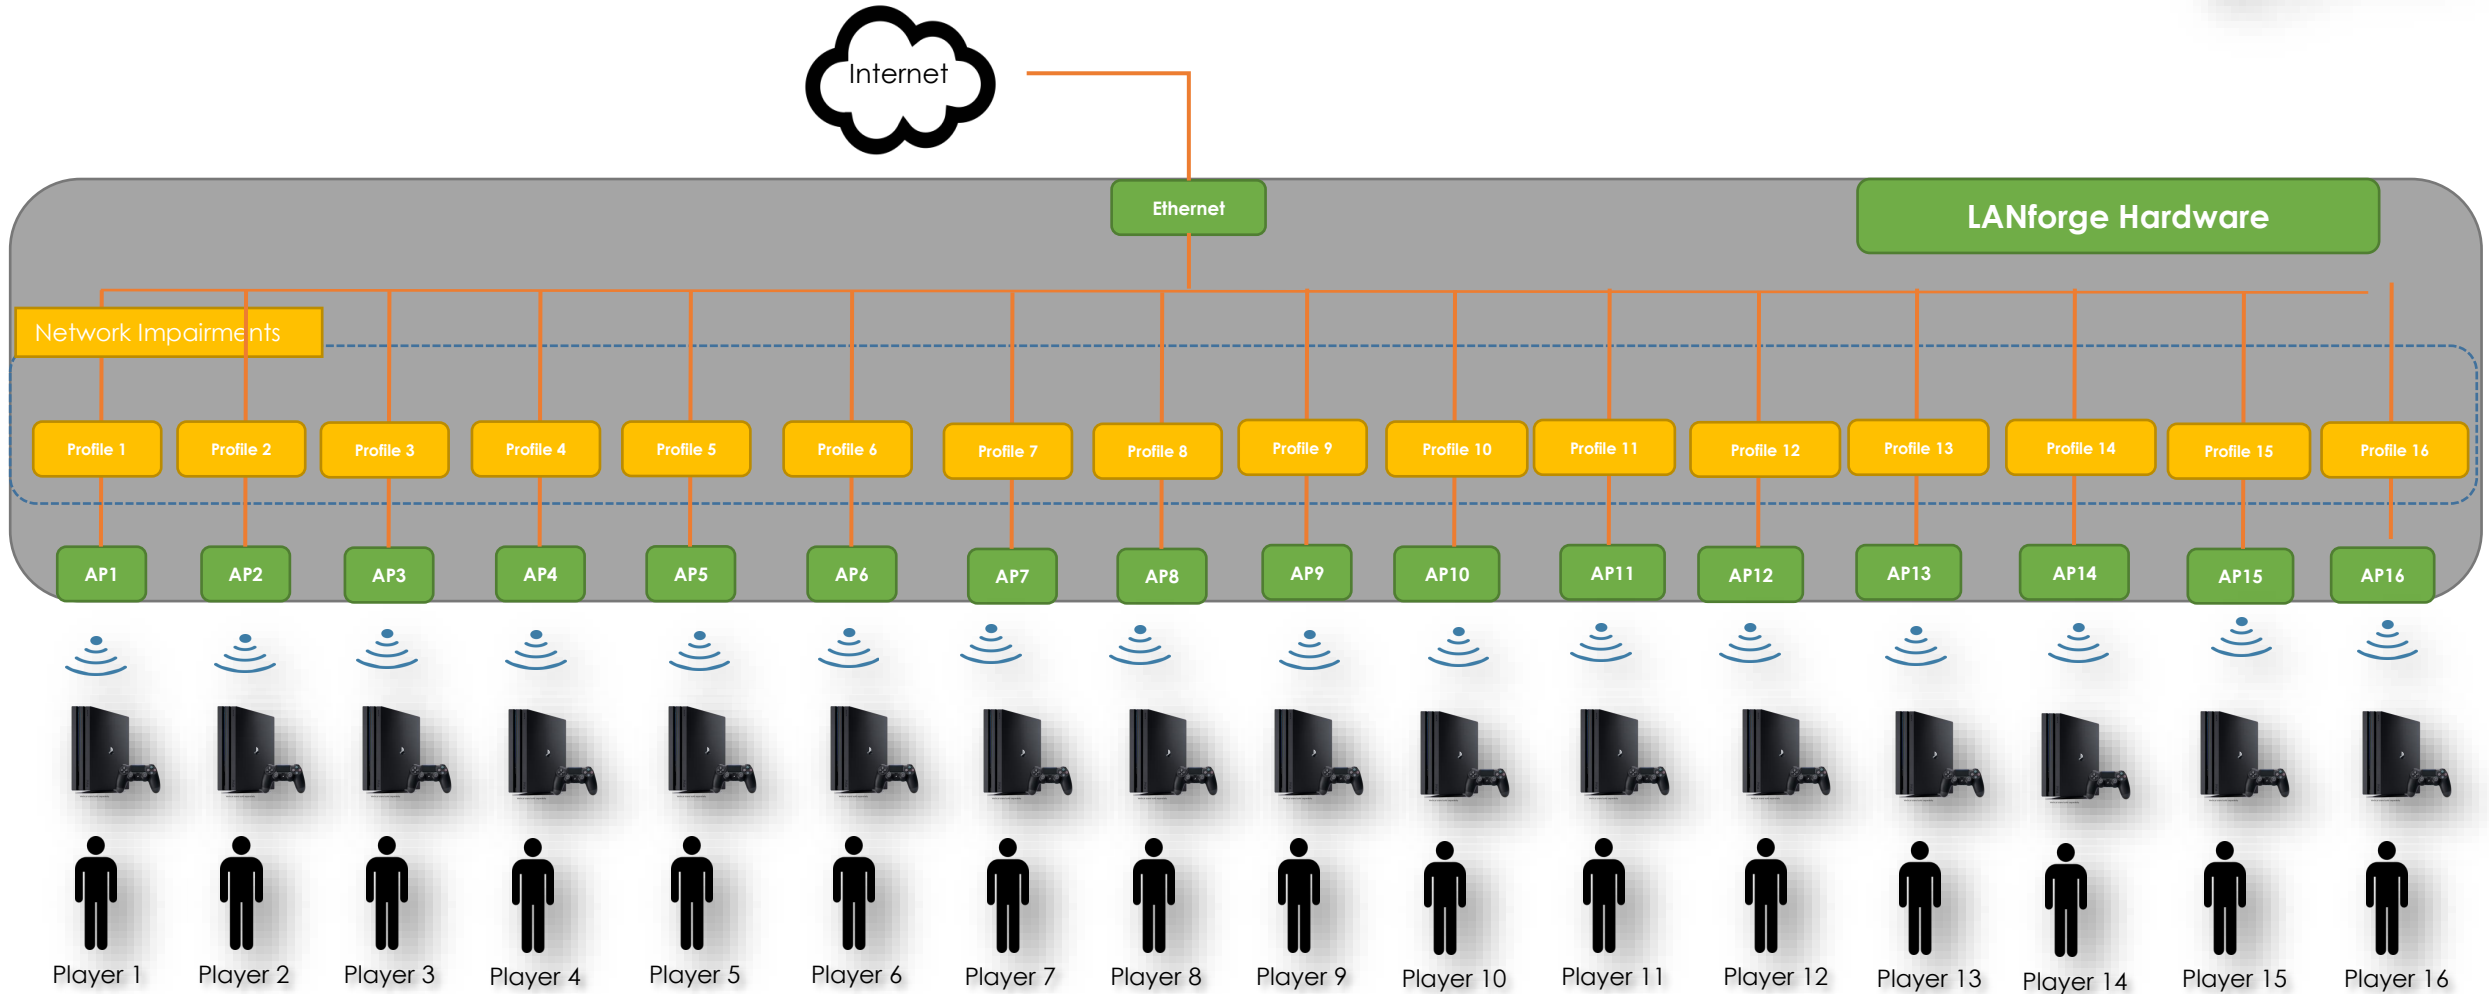 Internet
Ethernet
LANforge Hardware
Network Impairments
Profile 1
Profile 2
Profile 3
Profile 4
Profile 5
Profile 6
Profile 7
Profile 8
Profile 9
Profile 10
Profile 11
Profile 12
Profile 13
Profile 14
Profile 15
Profile 16
AP1
AP2
AP3
AP4
AP5
AP6
AP7
AP8
AP9
AP10
AP11
AP12
AP13
AP14
AP15
AP16
Player 1
Player 2
Player 3
Player 4
Player 5
Player 6
Player 7
Player 8
Player 9
Player 10
Player 11
Player 12
Player 13
Player 14
Player 15
Player 16